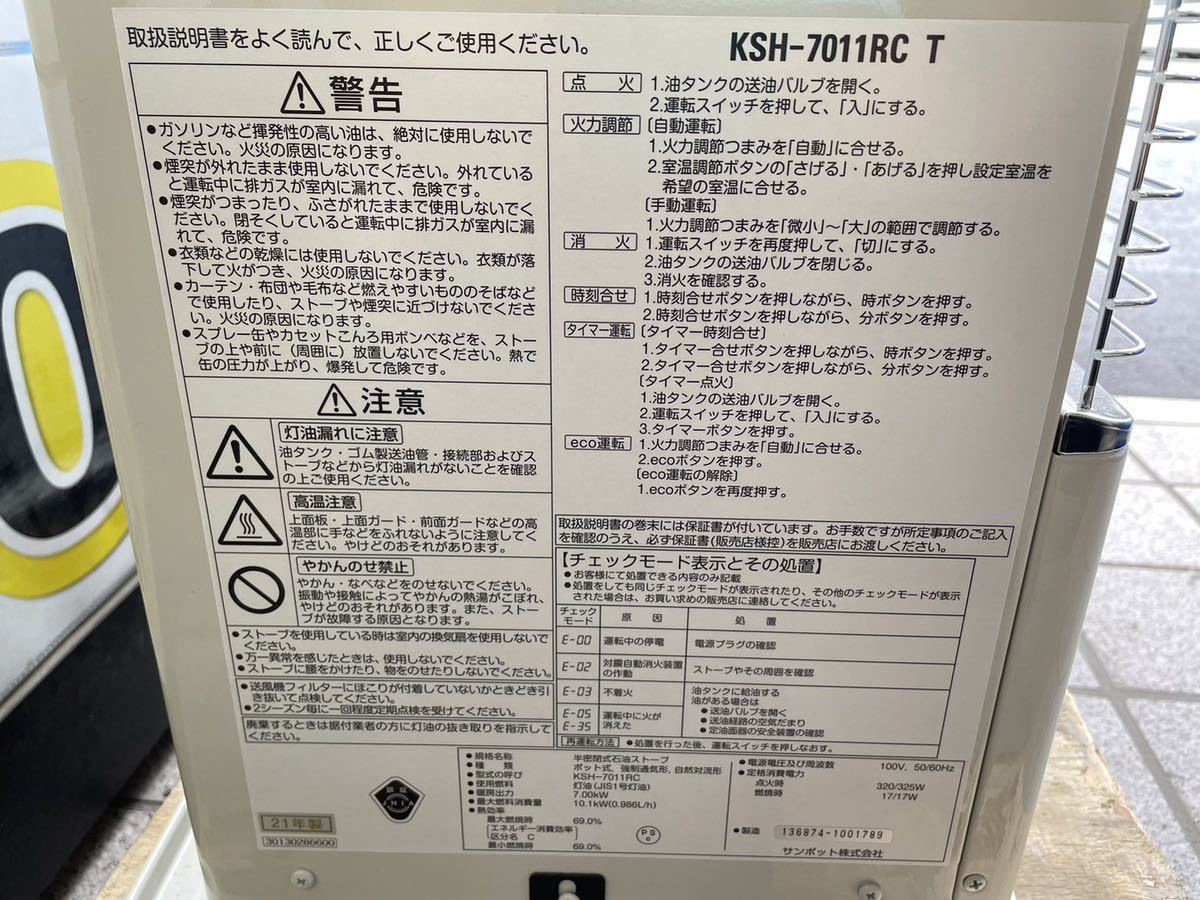 取扱説明書をよく読んで、正しくご使用ください。
KSH-7011RC T
警告
●ガソリンなど揮発性の高い油は、絶対に使用しないで
ください。火災の原因になります。
●煙突が外れたまま使用しないでください。外れている
と運転中に排ガスが室内に漏れて、危険です。
●煙突がつまったり、ふさがれたままで使用しないでく
ださい。閉そくしていると運転中に排ガスが室内に漏
れて、危険です。
●衣類などの乾燥には使用しないでください。衣類が落
下して火がつき、火災の原因になります。
●カーテン・布団や毛布など燃えやすいもののそばなど
で使用したり、ストーブや煙突に近づけないでくださ
い。火災の原因になります。
●スプレー缶やカセットこんろ用ボンベなどを、ストー
ブの上や前に（周囲に）放置しないでください。熱で
缶の圧力が上がり、爆発して危険です。
注意
灯油漏れに注意
油タンク・ゴム製送油管・接続部およびス
トーブなどから灯油漏れがないことを確認
の上ご使用ください。
高温注意
上面板・上面ガード・前面ガードなどの高
温部に手などをふれないように注意してく
ださい。やけどのおそれがあります。
やかんのせ禁止
やかん・なべなどをのせないでください。
振動や接触によってやかんの熱湯がこぼれ、
やけどのおそれがあります。また、ストー
ブが故障する原因となります。
●ストーブを使用している時は室内の換気扇を使用しないで
ください。
●万一異常を感じたときは、使用しないでください。
●ストーブに腰をかけたり、物をのせたりしないでください。
●送風機フィルターにほこりが付着していないかときどき引
き抜いて点検してください。
●2シーズン毎に一回程度定期点検を受けてください。
廃棄するときは据付業者の方に灯油の抜き取りを指示して
ください。
点 火 1.油タンクの送油バルブを開く。
2.運転スイッチを押して、「入」にする。
火力調節 〔自動運転〕
1.火力調節つまみを「自動」に合せる。
2.室温調節ボタンの「さげる」・「あげる」を押し設定室温を
希望の室温に合せる。
〔手動運転〕
1.火力調節つまみを「微小」～「大」の範囲で調節する。
消 火 1.運転スイッチを再度押して、「切」にする。
2.油タンクの送油バルブを閉じる。
3.消火を確認する。
時刻合せ 1.時刻合せボタンを押しながら、時ボタンを押す。
2.時刻合せボタンを押しながら、分ボタンを押す。
タイマー運転 〔タイマー時刻合せ〕
1.タイマー合せボタンを押しながら、時ボタンを押す。
2.タイマー合せボタンを押しながら、分ボタンを押す。
〔タイマー点火〕
1.油タンクの送油バルブを開く。
2.運転スイッチを押して、「入」にする。
3.タイマーボタンを押す。
eco運転 1.火力調節つまみを「自動」に合せる。
2.ecoボタンを押す。
〔eco運転の解除〕
1.ecoボタンを再度押す。
取扱説明書の巻末には保証書が付いています。お手数ですが所定事項のご記入
を確認のうえ、必ず保証書(販売店様控)を販売店にお渡しください。
【チェックモード表示とその処置】
●お客様にて処置できる内容のみ記載
●処置をしても同じチェックモードが表示されたり、その他のチェックモードが表示
された場合は、お買い求めの販売店に連絡してください。
チェックモード 原 因 処 置
E-00 運転中の停電 電源プラグの確認
E-02 対震自動消火装置の作動 ストーブやその周囲を確認
E-03 不着火 油タンクに給油する
油がある場合は
E-05 運転中に火が ●送油バルブを開く
E-35 消えた ●送油経路の空気だまり
●定油面器の安全装置の確認
再運転方法 ●処置を行った後、運転スイッチを押しなおす。
●規格名称 半密閉式石油ストーブ
●種 類 ポット式，強制通気形，自然対流形
●型式の呼び KSH-7011RC
●使用燃料 灯油(JIS1号灯油)
●暖房出力 7.00kW
●最大燃料消費量 10.1kW(0.986L/h)
●熱効率
最大燃焼時 69.0%
［エネルギー消費効率］
［区分名 C］
最小燃焼時 69.0%
●電源電圧及び周波数 100V，50/60Hz
●定格消費電力
点火時 320/325W
燃焼時 17/17W
●製造 136874-1001789
サンポット株式会社
PS
C
認証
JHIA
21年製
30130286600